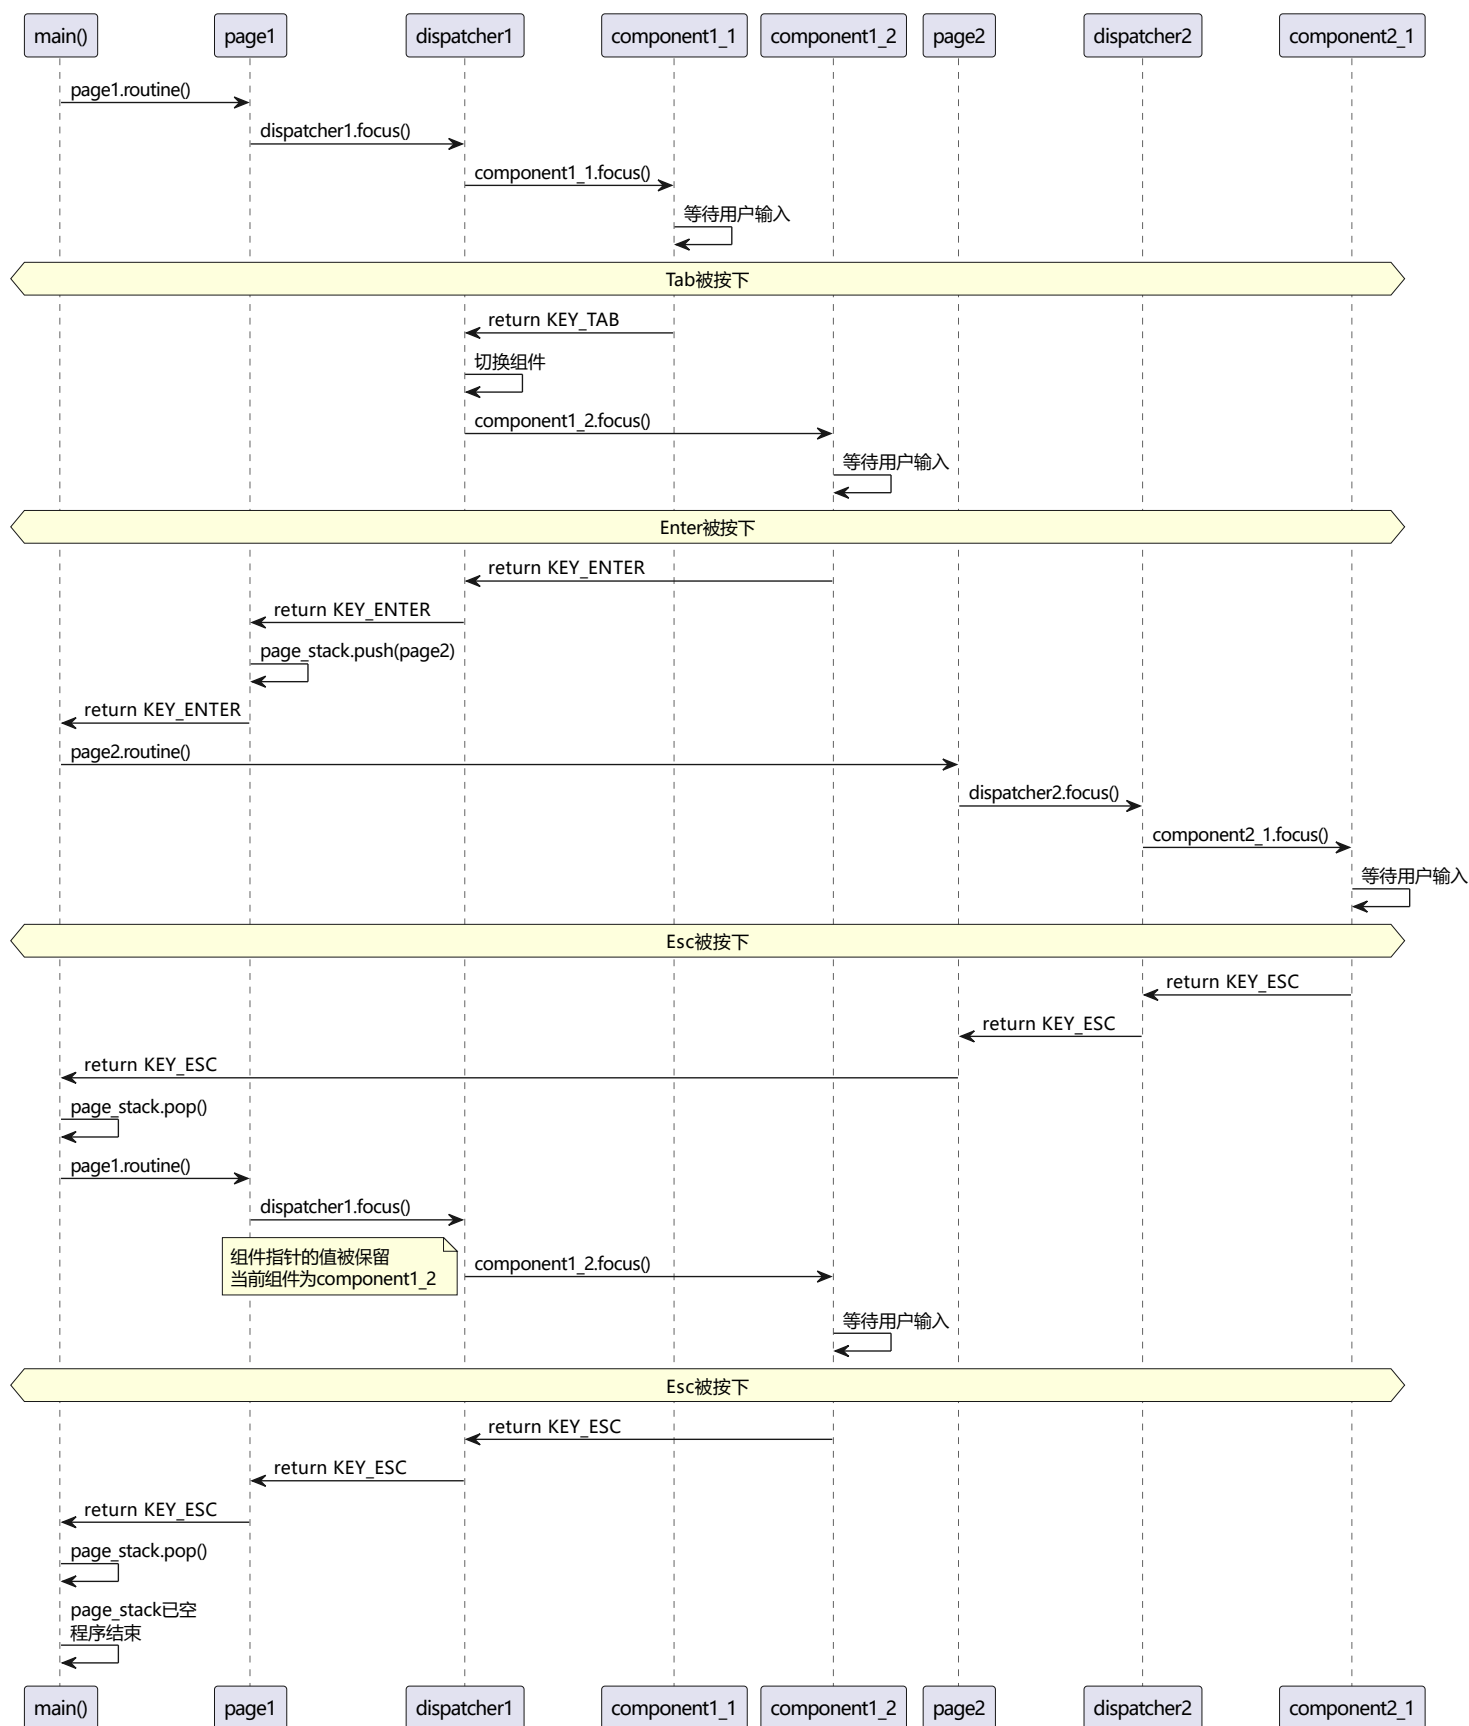 main()
page1
dispatcher1
component1_1
component1_2
page2
dispatcher2
component2_1
page1.routine()
dispatcher1.focus()
component1_1.focus()
等待用户输入
Tab被按下
return KEY_TAB
切换组件
component1_2.focus()
等待用户输入
Enter被按下
return KEY_ENTER
return KEY_ENTER
page_stack.push(page2)
return KEY_ENTER
page2.routine()
dispatcher2.focus()
component2_1.focus()
等待用户输入
Esc被按下
return KEY_ESC
return KEY_ESC
return KEY_ESC
page_stack.pop()
page1.routine()
dispatcher1.focus()
组件指针的值被保留
当前组件为component1_2
component1_2.focus()
等待用户输入
Esc被按下
return KEY_ESC
return KEY_ESC
return KEY_ESC
page_stack.pop()
page_stack已空
程序结束
main()
page1
dispatcher1
component1_1
component1_2
page2
dispatcher2
component2_1